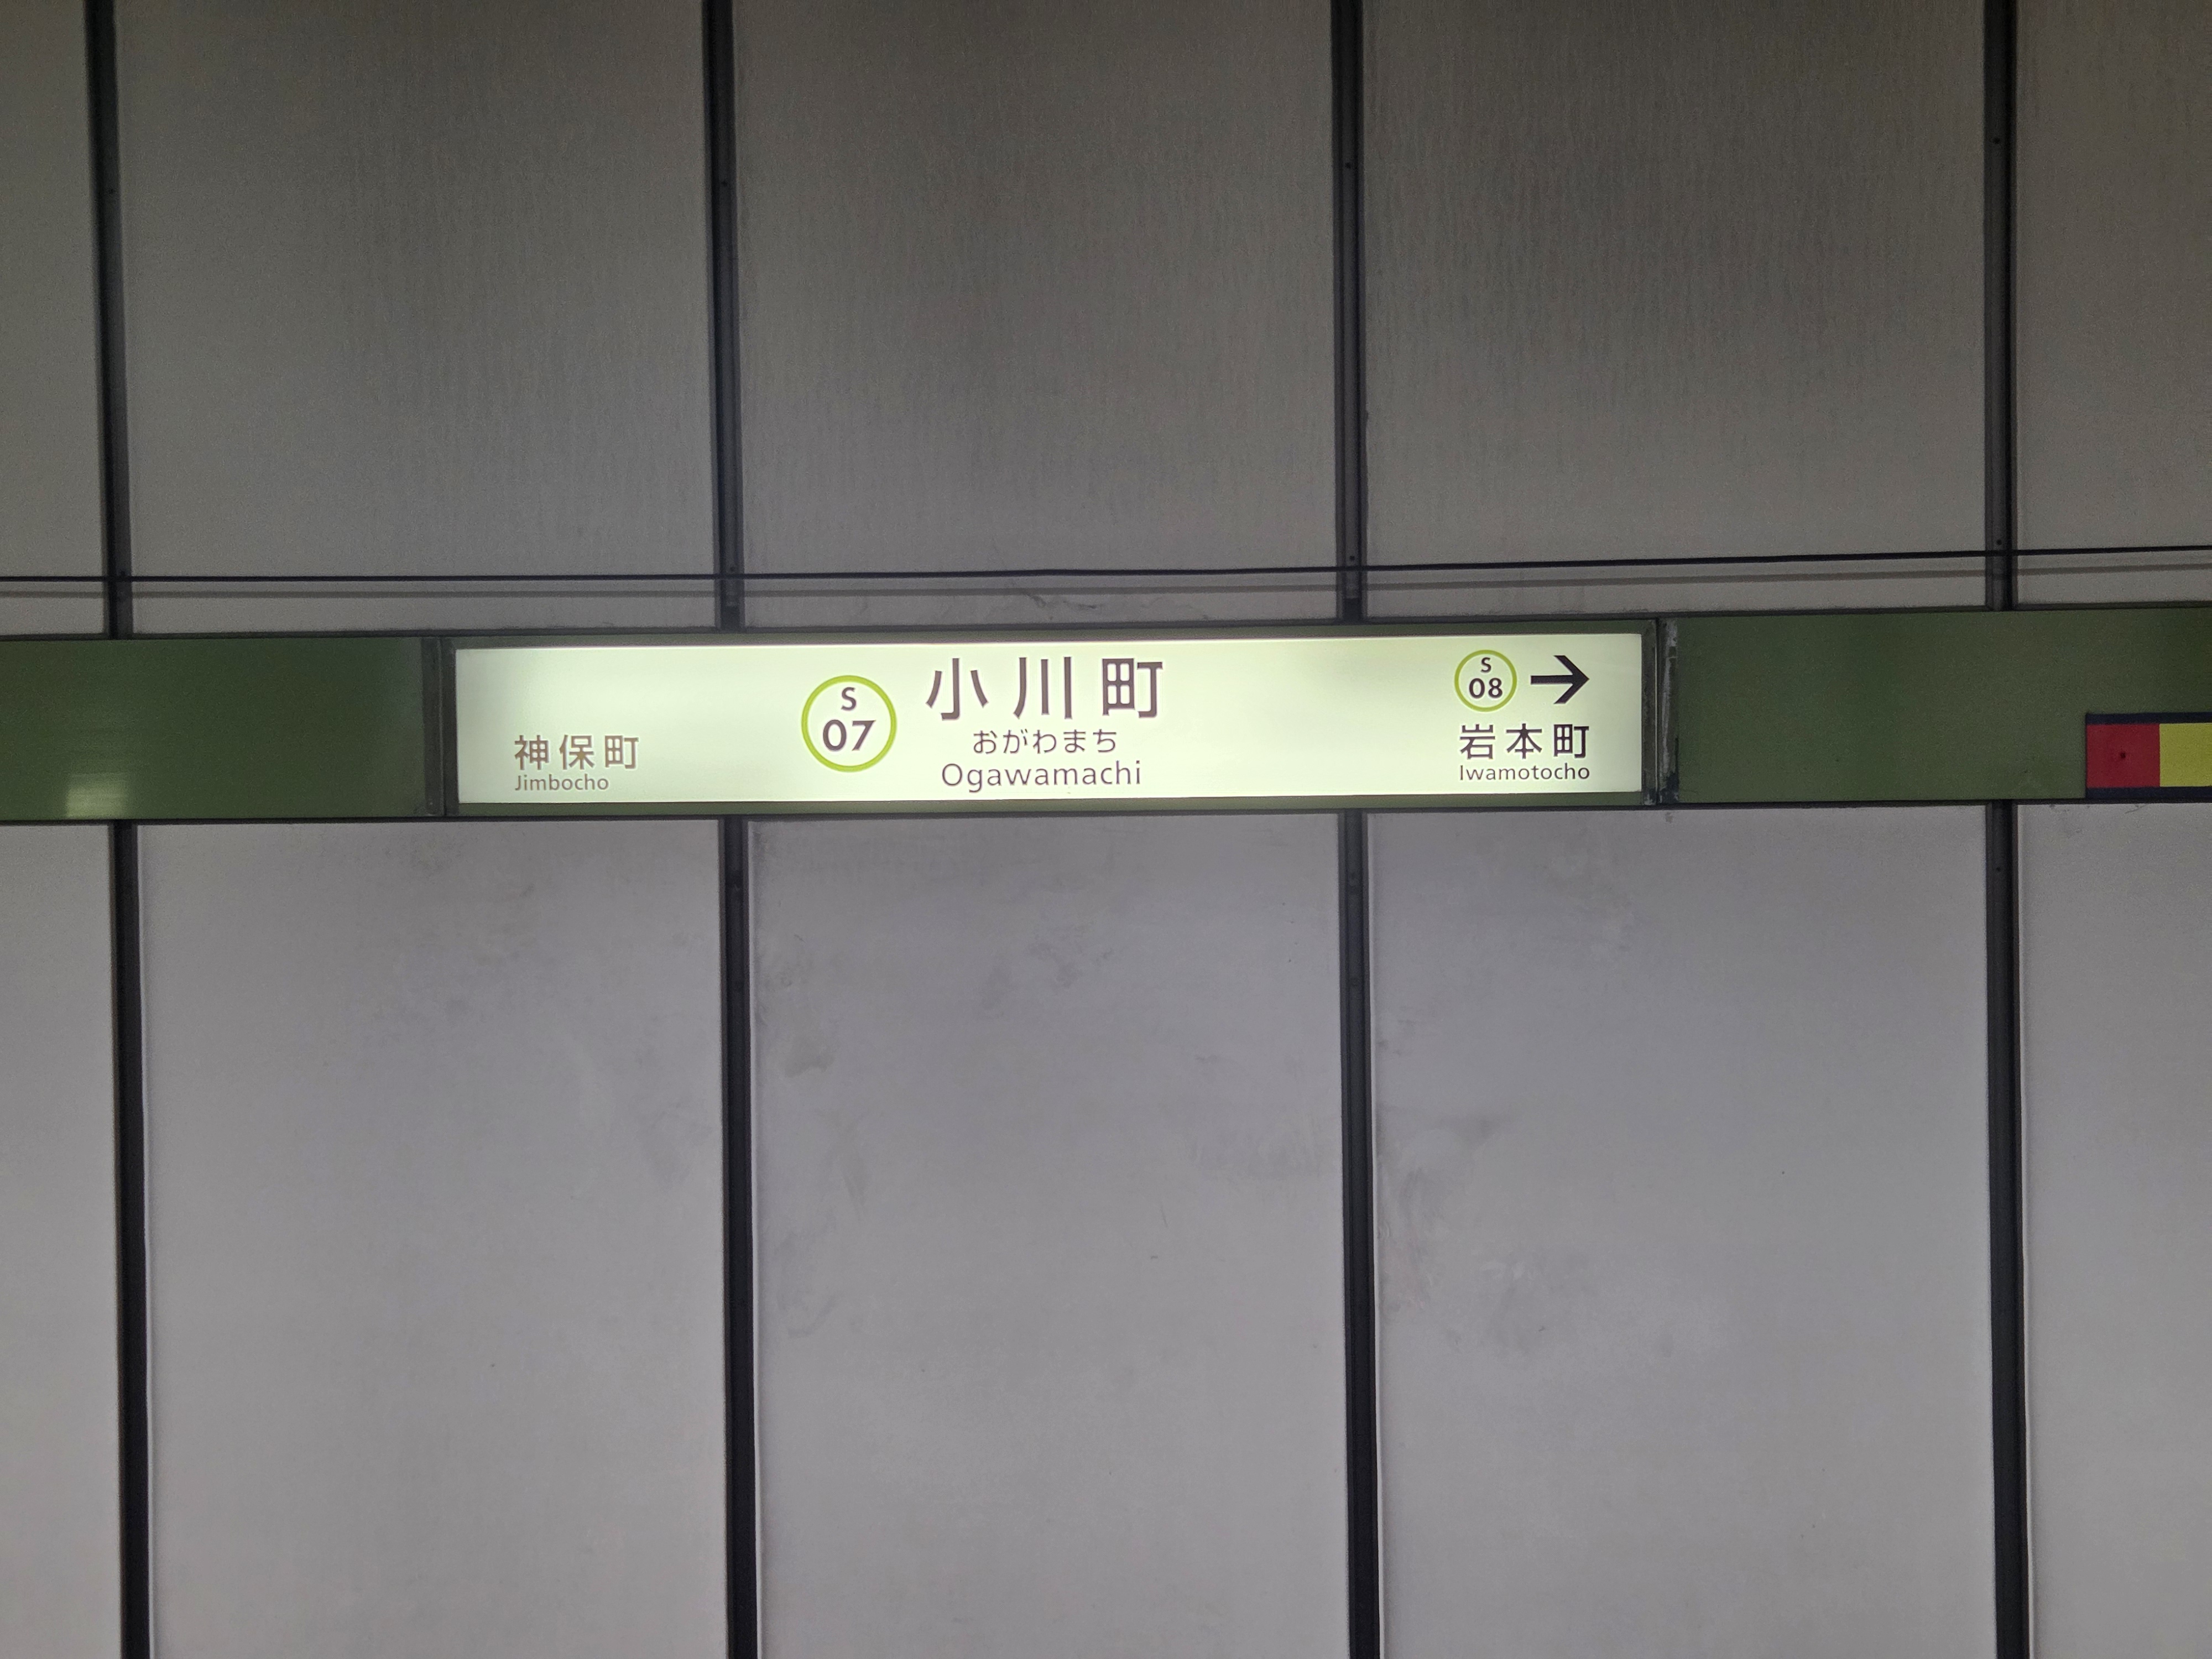 神保町
Jimbocho
S
07
小川町
おがわまち
Ogawamachi
S
08
→
岩本町
Iwamotocho